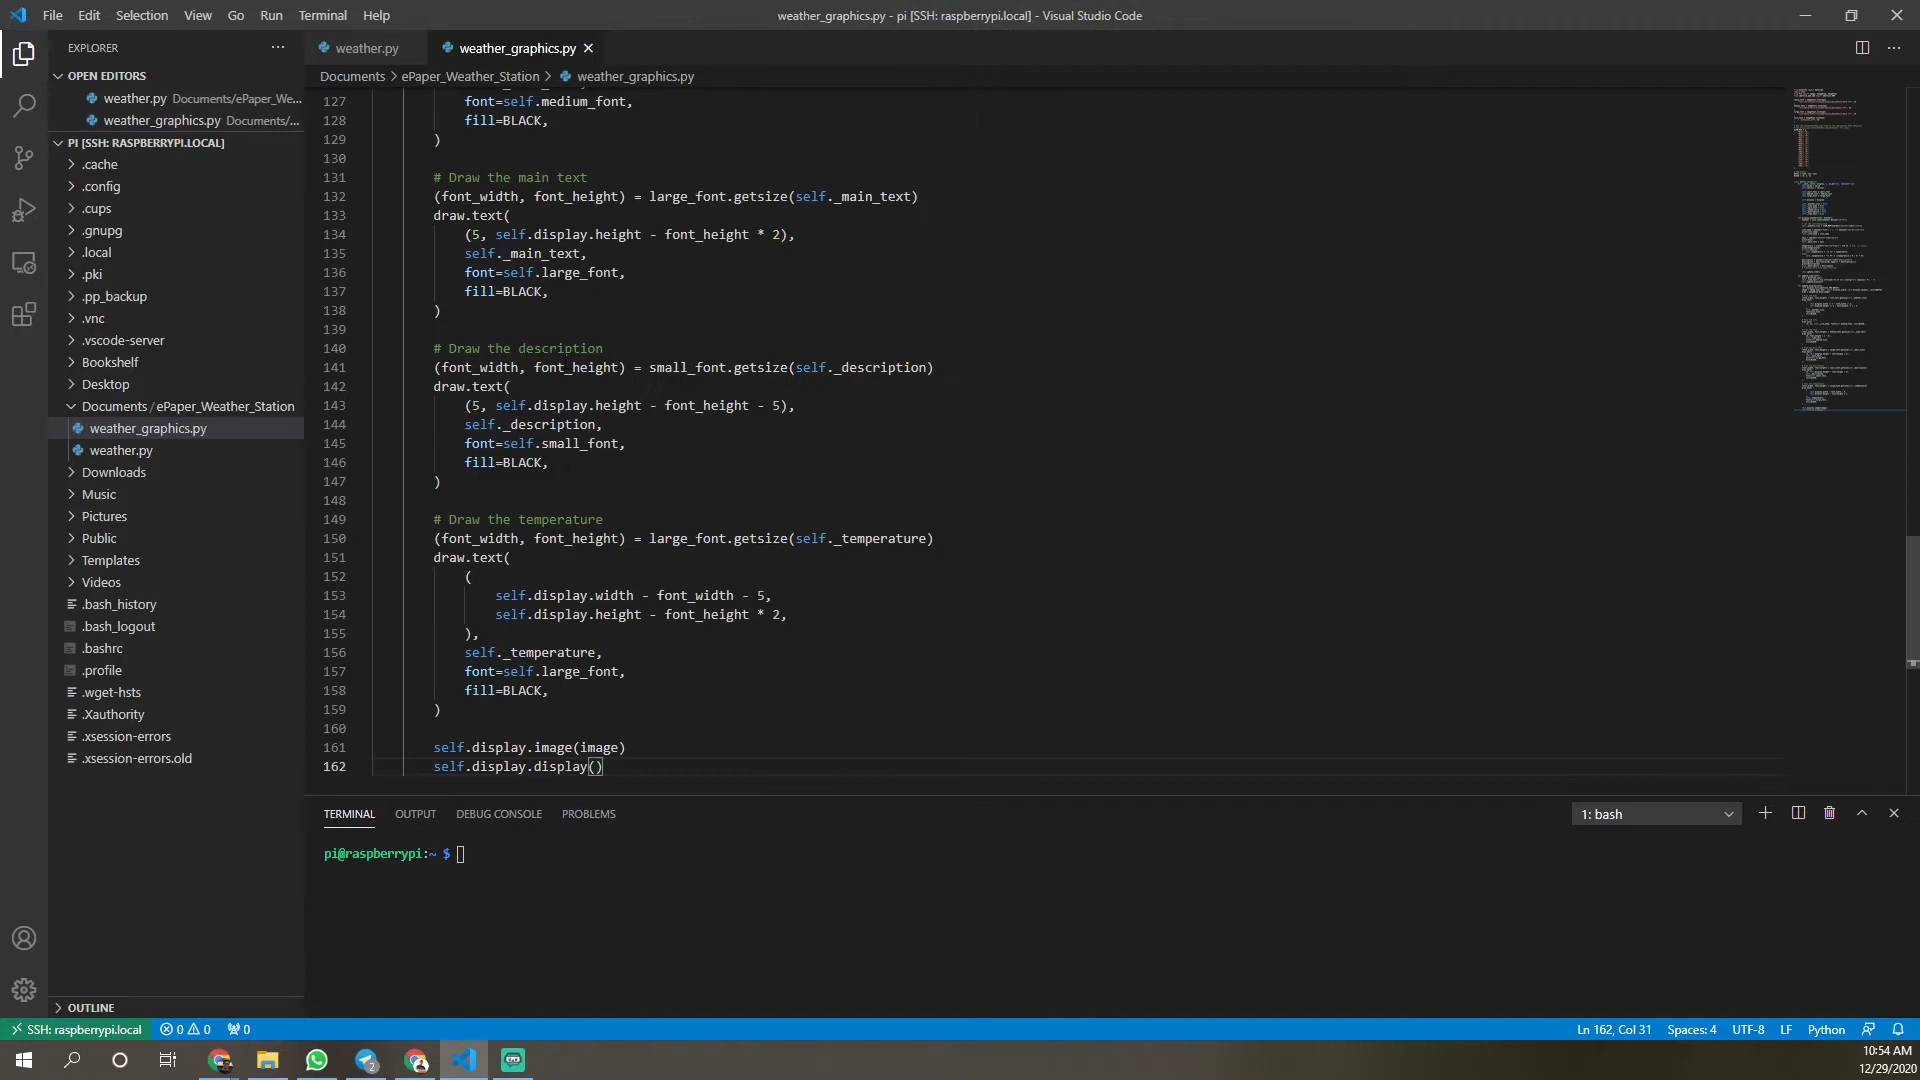 File Edit Selection View Go Run Terminal Help
weather_graphics.py - pi [SSH: raspberrypi.local] - Visual Studio Code
EXPLORER
OPEN EDITORS
weather.py Documents/ePaper_We...
weather_graphics.py Documents/...
PI [SSH: RASPBERRYPI.LOCAL]
.cache
.config
.cups
.gnupg
.local
.pki
.pp_backup
.vnc
.vscode-server
Bookshelf
Desktop
Documents / ePaper_Weather_Station
weather_graphics.py
weather.py
Downloads
Music
Pictures
Public
Templates
Videos
.bash_history
.bash_logout
.bashrc
.profile
.wget-hsts
.Xauthority
.xsession-errors
.xsession-errors.old
OUTLINE
weather.py weather_graphics.py
Documents > ePaper_Weather_Station > weather_graphics.py
127 font=self.medium_font,
128 fill=BLACK,
129 )
130
131 # Draw the main text
132 (font_width, font_height) = large_font.getsize(self._main_text)
133 draw.text(
134 (5, self.display.height - font_height * 2),
135 self._main_text,
136 font=self.large_font,
137 fill=BLACK,
138 )
139
140 # Draw the description
141 (font_width, font_height) = small_font.getsize(self._description)
142 draw.text(
143 (5, self.display.height - font_height - 5),
144 self._description,
145 font=self.small_font,
146 fill=BLACK,
147 )
148
149 # Draw the temperature
150 (font_width, font_height) = large_font.getsize(self._temperature)
151 draw.text(
152 (
153 self.display.width - font_width - 5,
154 self.display.height - font_height * 2,
155 ),
156 self._temperature,
157 font=self.large_font,
158 fill=BLACK,
159 )
160
161 self.display.image(image)
162 self.display.display()
TERMINAL OUTPUT DEBUG CONSOLE PROBLEMS
1: bash
pi@raspberrypi:~ $
SSH: raspberrypi.local 0 0 0
Ln 162, Col 31 Spaces: 4 UTF-8 LF Python
2
10:54 AM
12/29/2020